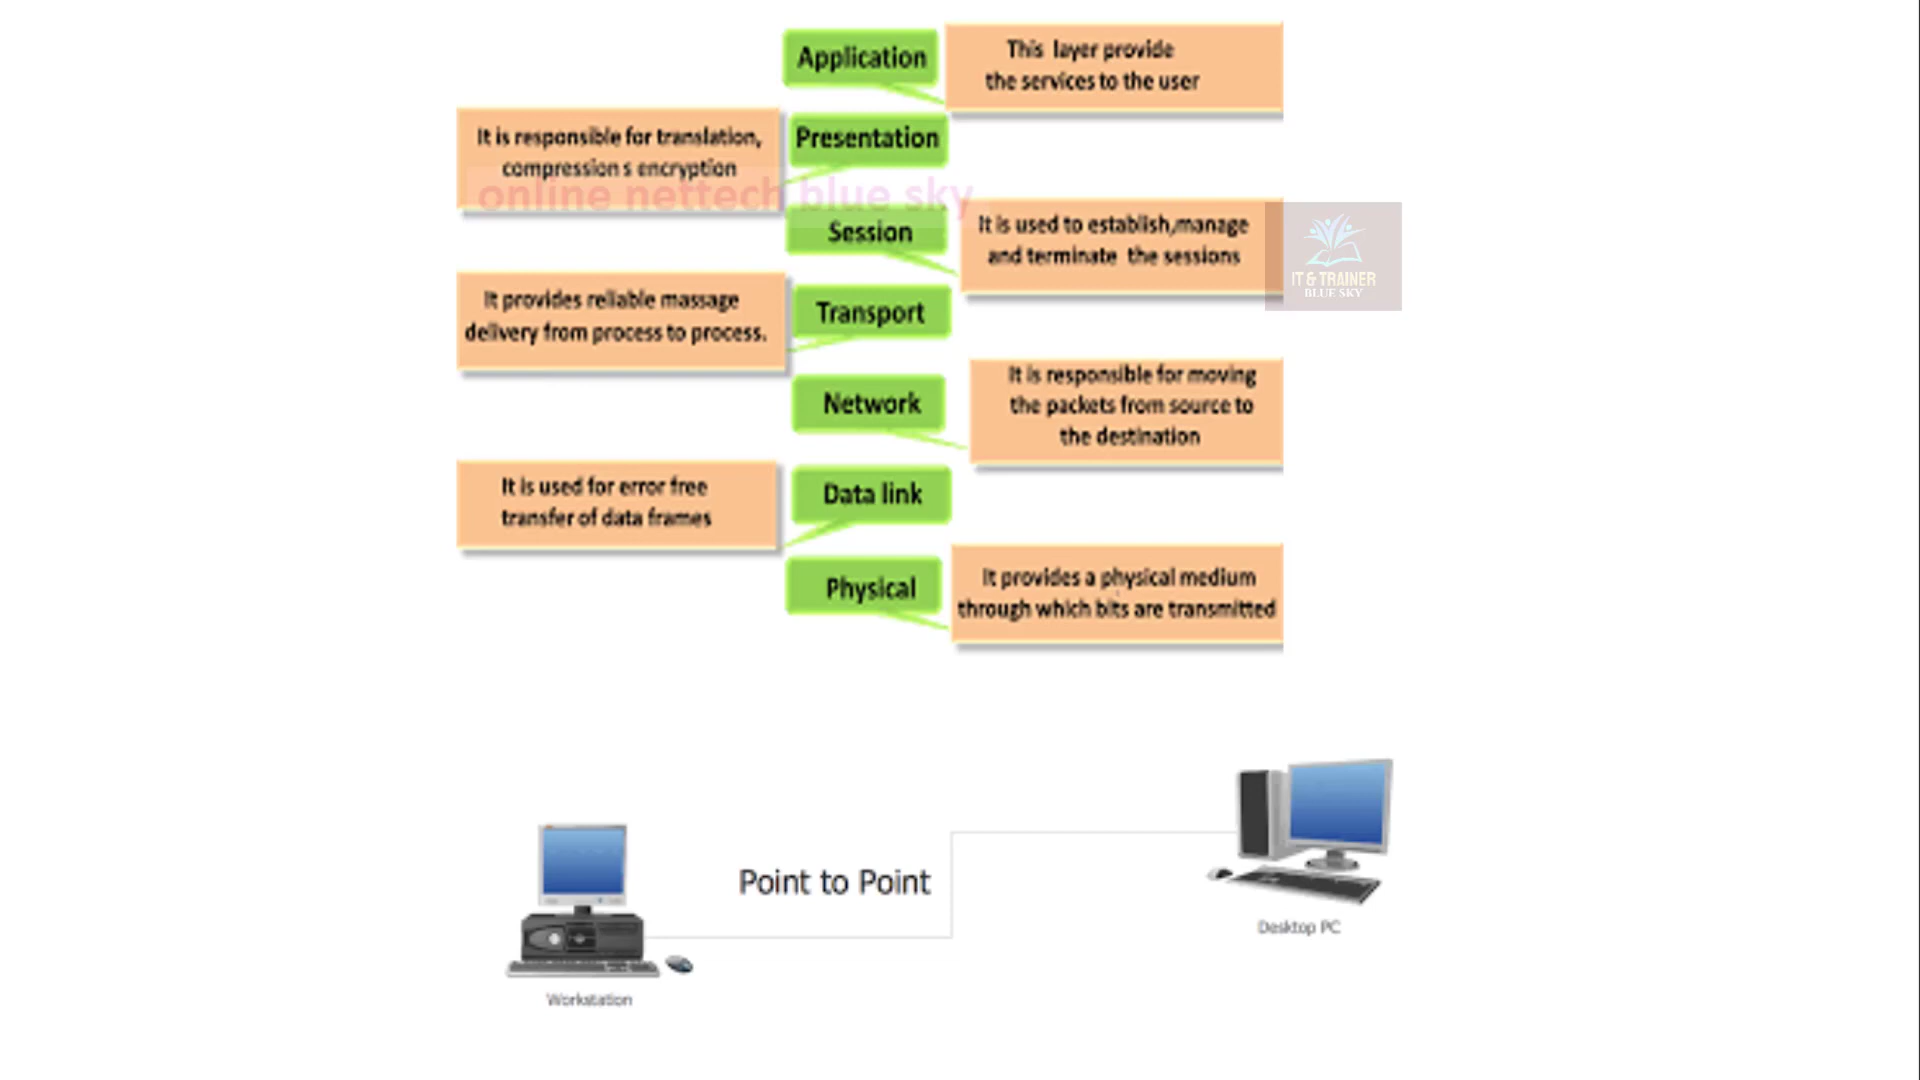 Application
This layer provide
the services to the user
It is responsible for translation,
compression s encryption
Presentation
online nettech blue sky
Session
It is used to establish,manage
and terminate the sessions
IT & TRAINER
BLUE SKY
It provides reliable massage
delivery from process to process.
Transport
Network
It is responsible for moving
the packets from source to
the destination
It is used for error free
transfer of data frames
Data link
Physical
It provides a physical medium
through which bits are transmitted
Point to Point
Desktop PC
Workstation